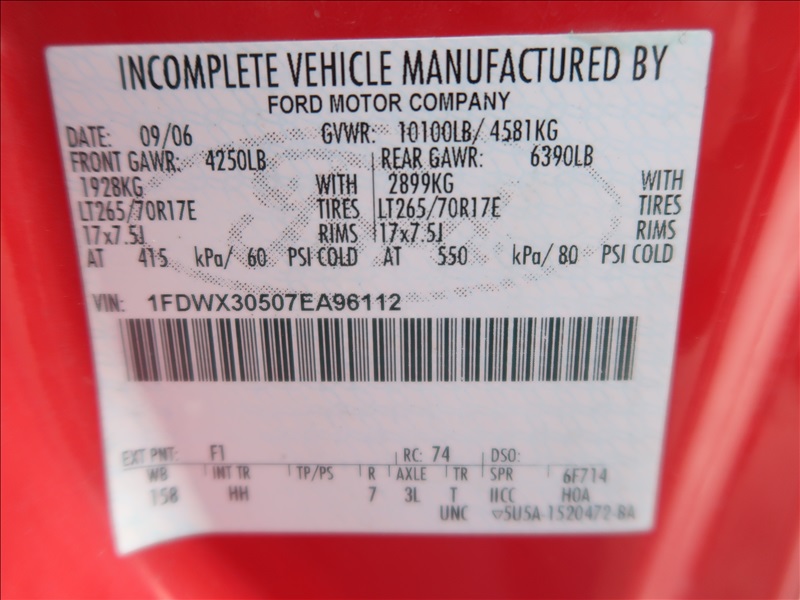 INCOMPLETE VEHICLE MANUFACTURED BY
FORD MOTOR COMPANY
DATE: 09/06 GVWR: 10100LB/ 4581KG
FRONT GAWR: 4250LB REAR GAWR: 6390LB
1928KG WITH 2899KG WITH
LT265/70R17E TIRES LT265/70R17E TIRES
17x7.5J RIMS 17x7.5J RIMS
AT 415 kPa/ 60 PSI COLD AT 550 kPa/ 80 PSI COLD
VIN: 1FDWX30507EA96112
EXT PNT: F1 RC: 74 DSO:
WB INT TR TP/PS R AXLE TR SPR 6F714
158 HH 7 3L T IICC HOA
UNC ▽5U5A-1520472-BA